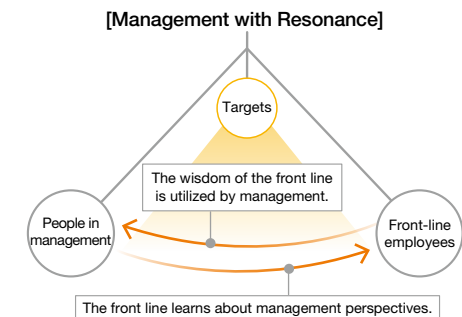 [Management with Resonance]
Targets
The wisdom of the front line
is utilized by management.
People in
management
Front-line
employees
The front line learns about management perspectives.